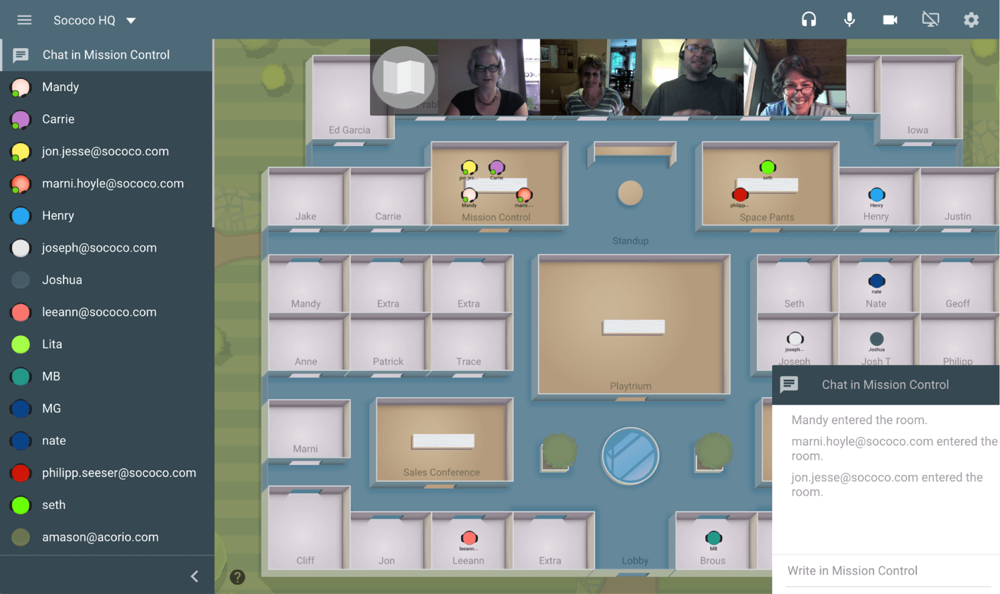 Sococo HQ
Chat in Mission Control
Mandy
Carrie
jon.jesse@sococo.com
marni.hoyle@sococo.com
Henry
joseph@sococo.com
Joshua
leeann@sococo.com
Lita
MB
MG
nate
philipp.seeser@sococo.com
seth
amason@acorio.com
Ed Garcia
Iowa
jon.jes...
Carrie
Mandy
marni....
Mission Control
seth
philipp...
Space Pants
Henry
Henry
Jake
Carrie
Justin
Standup
Mandy
Extra
Extra
Seth
nate
Nate
Geoff
Anne
Patrick
Trace
Playtrium
joseph...
Joseph
Joshua
Josh T
Philipp
Marni
Sales Conference
Cliff
Jon
leeann...
Leeann
Extra
Lobby
MB
Brous
Chat in Mission Control
Mandy entered the room.
marni.hoyle@sococo.com entered the
room.
jon.jesse@sococo.com entered the
room.
Write in Mission Control
?